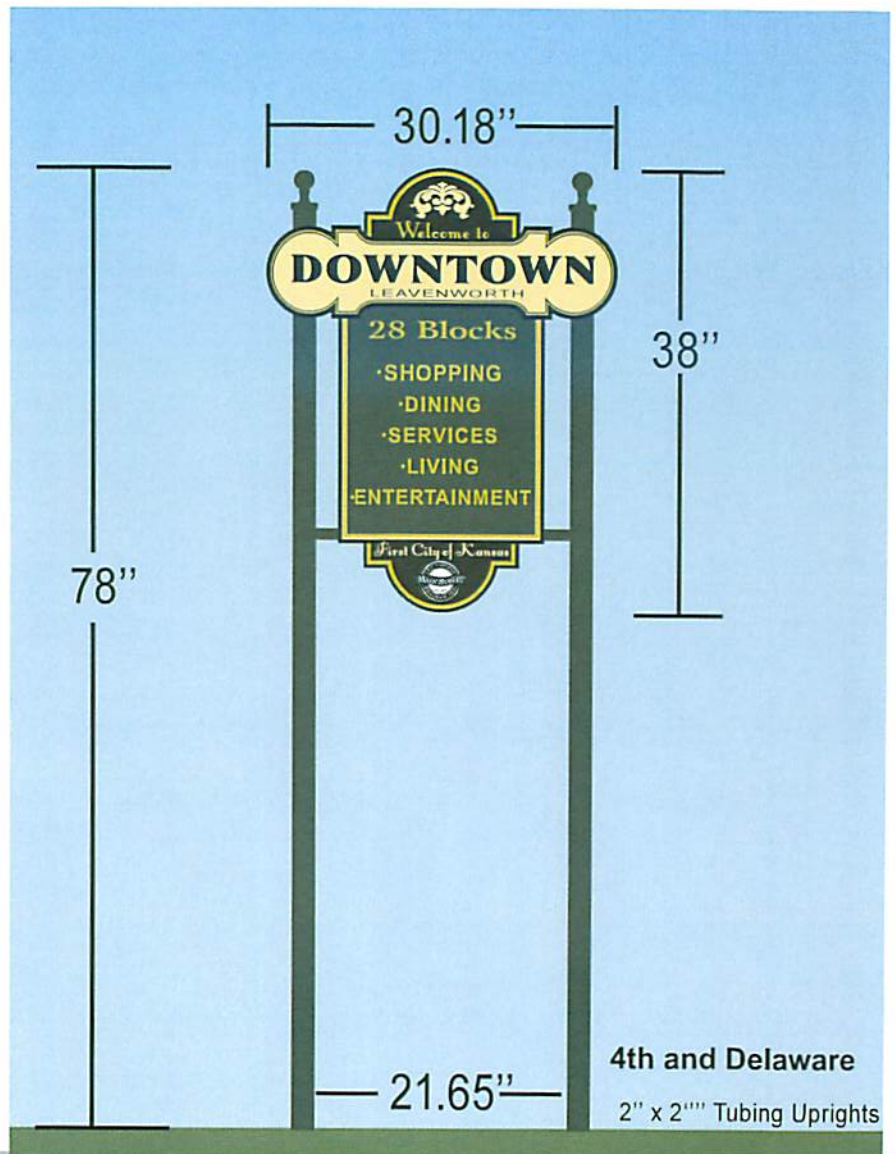 30.18’’
78’’
38’’
Welcome to
DOWNTOWN
LEAVENWORTH
28 Blocks
·SHOPPING
·DINING
·SERVICES
·LIVING
·ENTERTAINMENT
First City of Kansas
21.65’’
4th and Delaware
2’’ x 2’’’’ Tubing Uprights